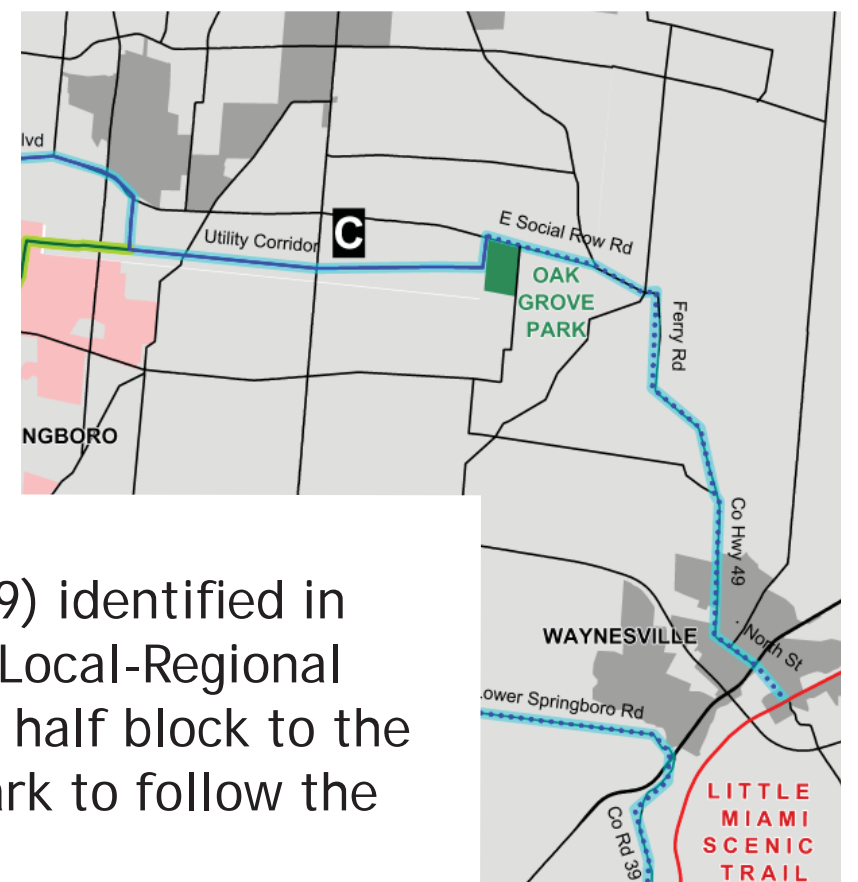 lvd
Utility Corridor
C
E Social Row Rd
OAK
GROVE
PARK
Ferry Rd
NGBORO
Co Hwy 49
WAYNESVILLE
North St
ower Springboro Rd
Co Rd 39
LITTLE
MIAMI
SCENIC
TRAIL
9) identified in
Local-Regional
half block to the
ark to follow the